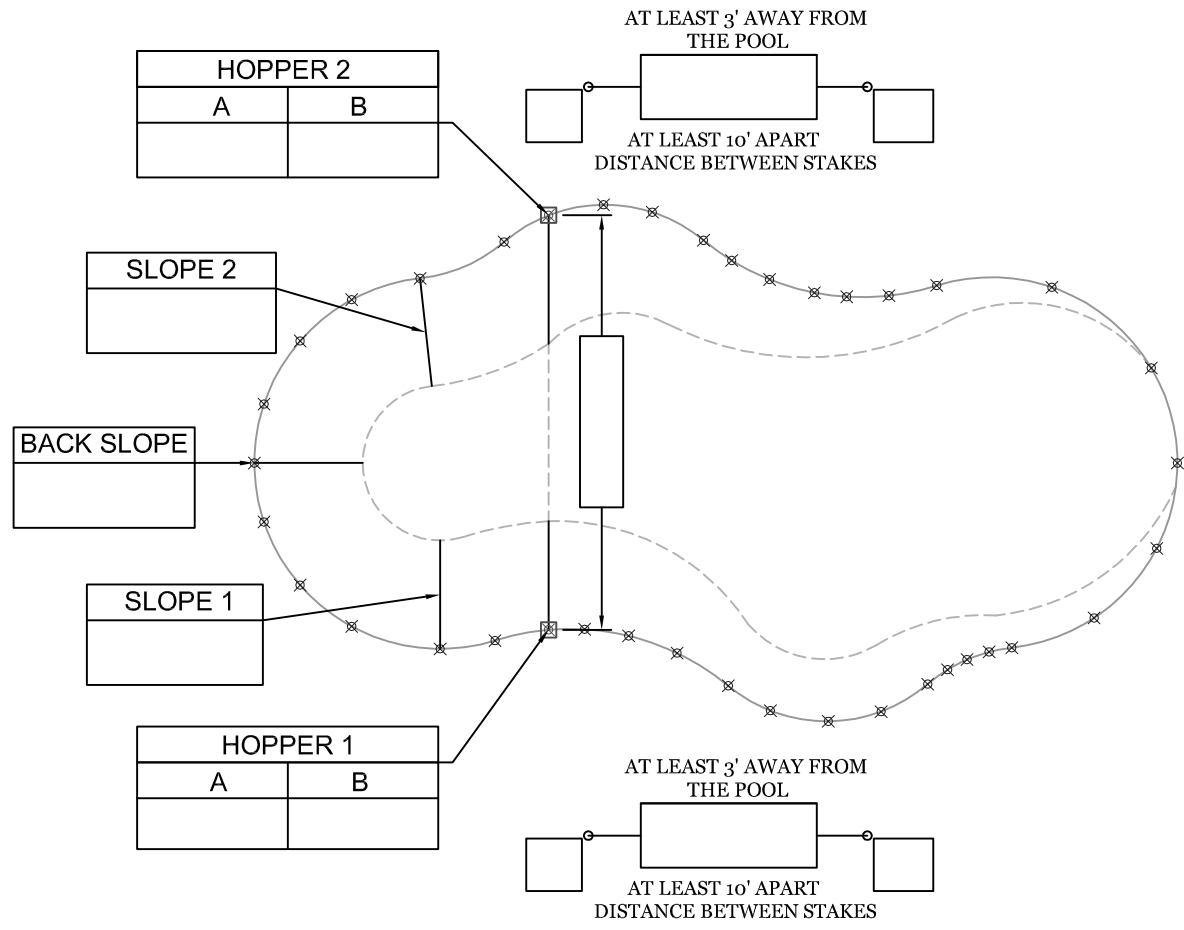 AT LEAST 3' AWAY FROM
THE POOL
HOPPER 2
A B
AT LEAST 10' APART
DISTANCE BETWEEN STAKES
SLOPE 2
BACK SLOPE
SLOPE 1
HOPPER 1
A B
AT LEAST 3' AWAY FROM
THE POOL
AT LEAST 10' APART
DISTANCE BETWEEN STAKES